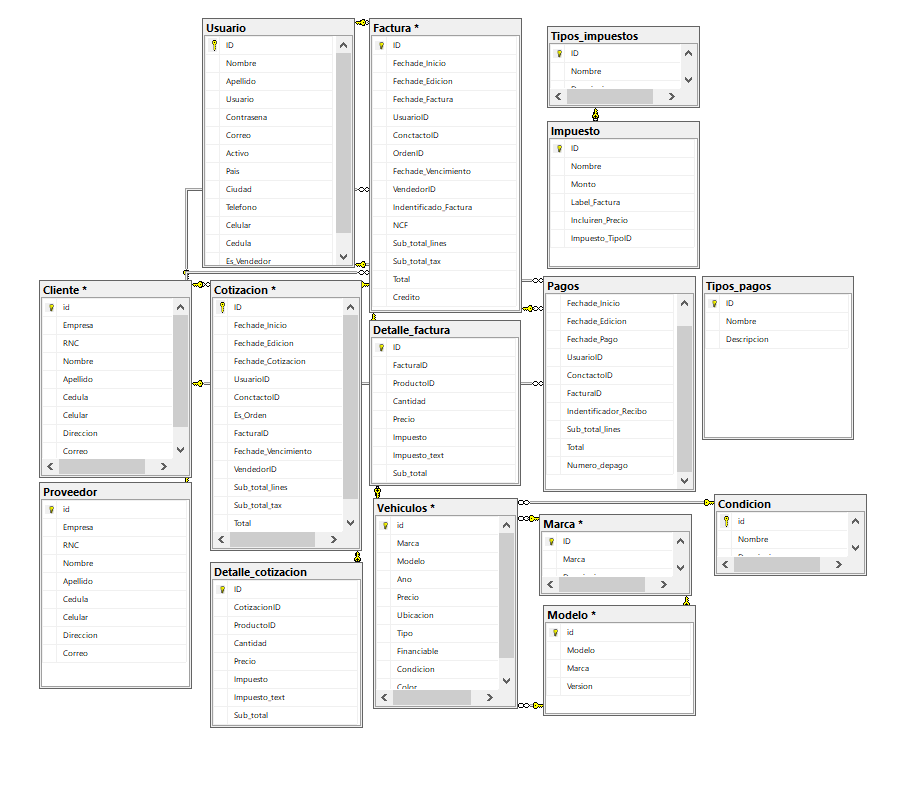 Usuario
ID
Nombre
Apellido
Usuario
Contrasena
Correo
Activo
Pais
Ciudad
Telefono
Celular
Cedula
Es_Vendedor
Factura *
ID
Fechade_Inicio
Fechade_Edicion
Fechade_Factura
UsuarioID
ConctactoID
OrdenID
Fechade_Vencimiento
VendedorID
Indentificado_Factura
NCF
Sub_total_lines
Sub_total_tax
Total
Credito
Tipos_impuestos
ID
Nombre
Impuesto
ID
Nombre
Monto
Label_Factura
Incluiren_Precio
Impuesto_TipoID
Cliente *
id
Empresa
RNC
Nombre
Apellido
Cedula
Celular
Direccion
Correo
Cotizacion *
ID
Fechade_Inicio
Fechade_Edicion
Fechade_Cotizacion
UsuarioID
ConctactoID
Es_Orden
FacturaID
Fechade_Vencimiento
VendedorID
Sub_total_lines
Sub_total_tax
Total
Detalle_factura
ID
FacturaID
ProductoID
Cantidad
Precio
Impuesto
Impuesto_text
Sub_total
Pagos
Fechade_Inicio
Fechade_Edicion
Fechade_Pago
UsuarioID
ConctactoID
FacturaID
Indentificador_Recibo
Sub_total_lines
Total
Numero_depago
Tipos_pagos
ID
Nombre
Descripcion
Proveedor
id
Empresa
RNC
Nombre
Apellido
Cedula
Celular
Direccion
Correo
Detalle_cotizacion
ID
CotizacionID
ProductoID
Cantidad
Precio
Impuesto
Impuesto_text
Sub_total
Vehiculos *
id
Marca
Modelo
Ano
Precio
Ubicacion
Tipo
Financiable
Condicion
Color
Marca *
ID
Marca
Condicion
id
Nombre
Modelo *
id
Modelo
Marca
Version